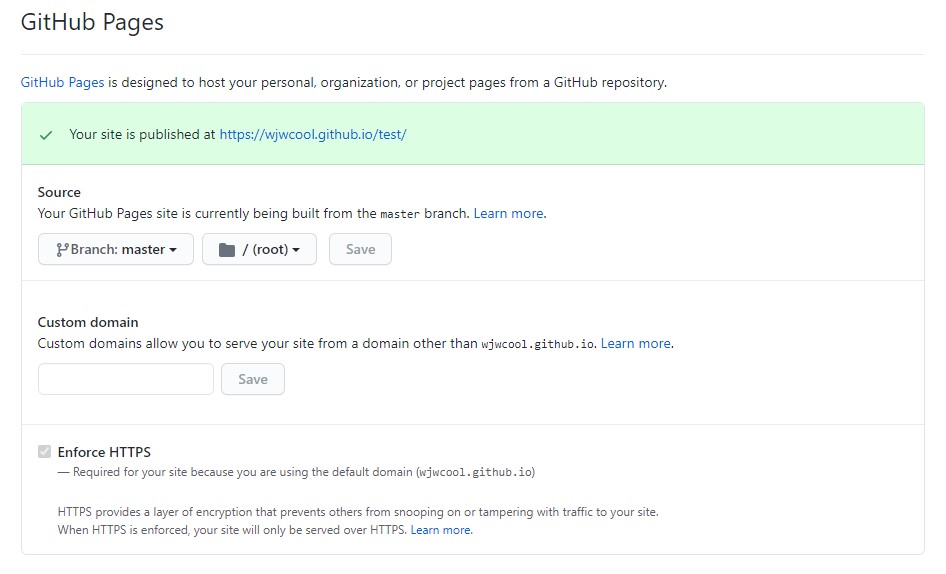 GitHub Pages
GitHub Pages is designed to host your personal, organization, or project pages from a GitHub repository.
Your site is published at https://wjwcool.github.io/test/
Source
Your GitHub Pages site is currently being built from the master branch. Learn more.
Branch: master / (root) Save
Custom domain
Custom domains allow you to serve your site from a domain other than wjwcool.github.io. Learn more.
Save
Enforce HTTPS
— Required for your site because you are using the default domain (wjwcool.github.io)
HTTPS provides a layer of encryption that prevents others from snooping on or tampering with traffic to your site.
When HTTPS is enforced, your site will only be served over HTTPS. Learn more.